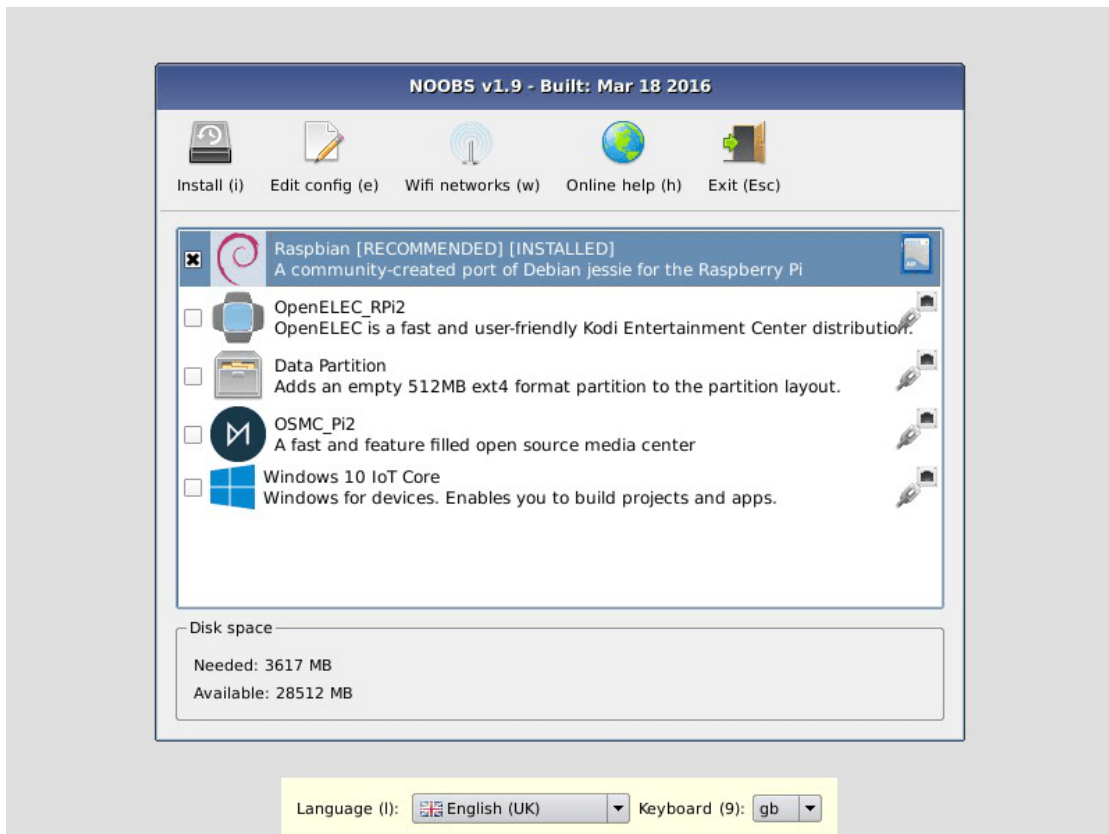 NOOBS v1.9 - Built: Mar 18 2016
Install (i) Edit config (e) Wifi networks (w) Online help (h) Exit (Esc)
Raspbian [RECOMMENDED] [INSTALLED]
A community-created port of Debian jessie for the Raspberry Pi
OpenELEC_RPi2
OpenELEC is a fast and user-friendly Kodi Entertainment Center distribution.
Data Partition
Adds an empty 512MB ext4 format partition to the partition layout.
OSMC_Pi2
A fast and feature filled open source media center
Windows 10 IoT Core
Windows for devices. Enables you to build projects and apps.
Disk space
Needed: 3617 MB
Available: 28512 MB
Language (l): English (UK) Keyboard (9): gb